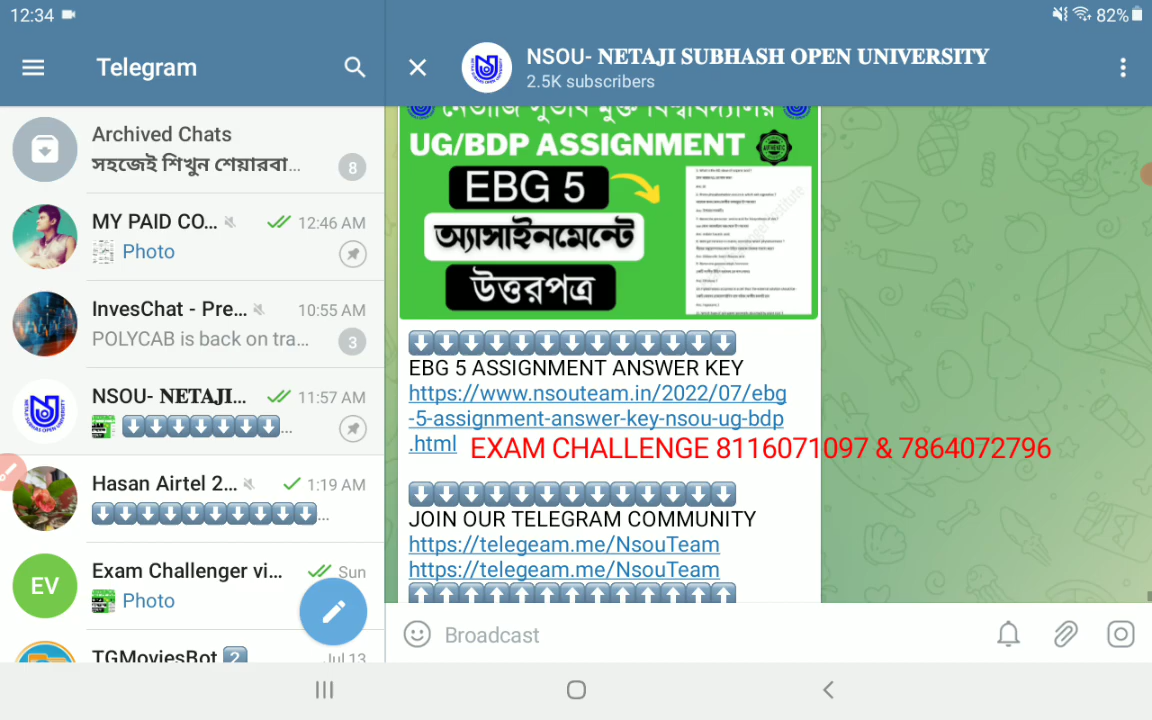 12:34
82%
Telegram
NSOU- NETAJI SUBHASH OPEN UNIVERSITY
2.5K subscribers
Archived Chats
সহজেই শিখুন শেয়ারবা...
8
MY PAID CO...
12:46 AM
Photo
InvesChat - Pre...
10:55 AM
POLYCAB is back on tra...
3
NSOU- NETAJI...
11:57 AM
⬇⬇⬇⬇⬇⬇⬇...
Hasan Airtel 2...
1:19 AM
⬇⬇⬇⬇⬇⬇⬇⬇⬇⬇...
EV
Exam Challenger vi...
Sun
Photo
TGMoviesBot 2
Jul 13
নেতাজি সুভাষ মুক্ত বিশ্ববিদ্যালয়
UG/BDP ASSIGNMENT
EBG 5
অ্যাসাইনমেন্টে
উত্তরপত্র
⬇⬇⬇⬇⬇⬇⬇⬇⬇⬇⬇⬇⬇
EBG 5 ASSIGNMENT ANSWER KEY
https://www.nsouteam.in/2022/07/ebg
-5-assignment-answer-key-nsou-ug-bdp
.html
EXAM CHALLENGE 8116071097 & 7864072796
⬇⬇⬇⬇⬇⬇⬇⬇⬇⬇⬇⬇⬇
JOIN OUR TELEGRAM COMMUNITY
https://telegeam.me/NsouTeam
https://telegeam.me/NsouTeam
⬆⬆⬆⬆⬆⬆⬆⬆⬆⬆⬆⬆⬆
Broadcast